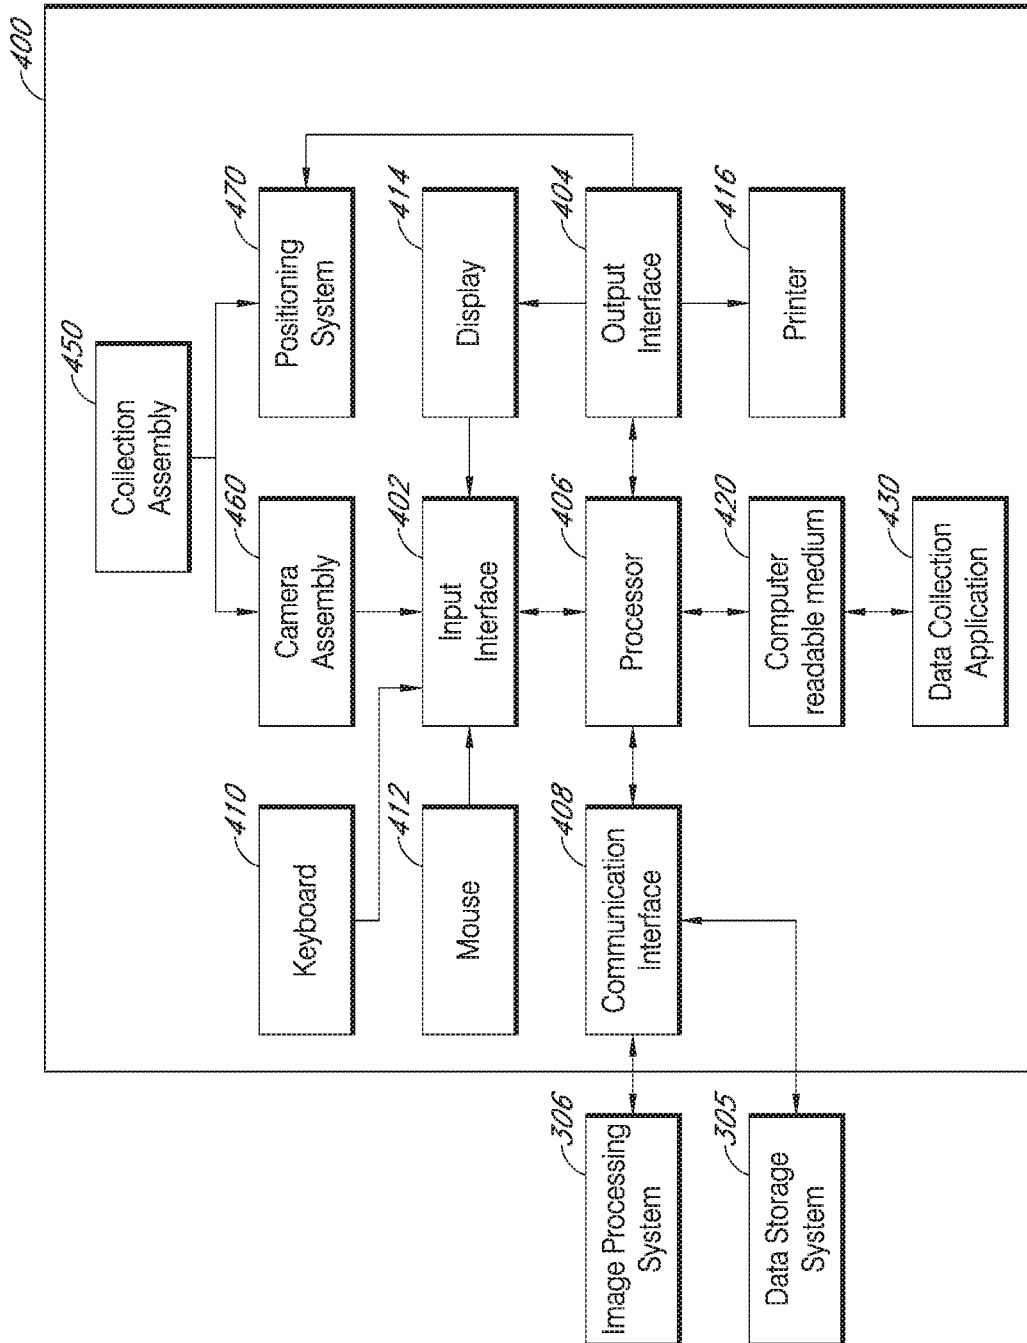 400
450
Collection
Assembly
410
Keyboard
460
Camera
Assembly
470
Positioning
System
412
Mouse
402
Input
Interface
414
Display
306
Image Processing
System
408
Communication
interface
406
Processor
404
Output
Interface
305
Data Storage
System
420
Computer
readable medium
416
Printer
430
Data Collection
Application